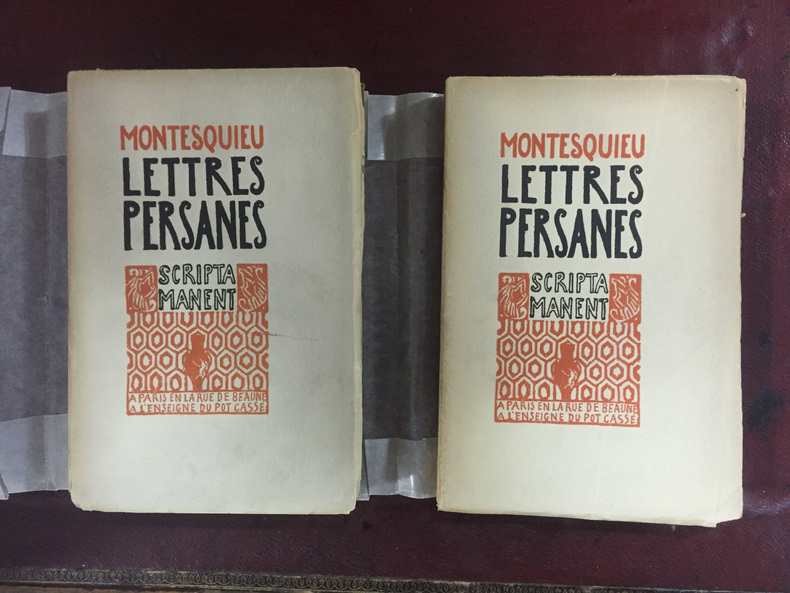 MONTESQUIEU
LETTRES
PERSANES
SCRIPTA
MANENT
A PARIS EN LA RUE DE BEAUNE
A L'ENSEIGNE DU POT CASSÉ
MONTESQUIEU
LETTRES
PERSANES
SCRIPTA
MANENT
A PARIS EN LA RUE DE BEAUNE
A L'ENSEIGNE DU POT CASSÉ